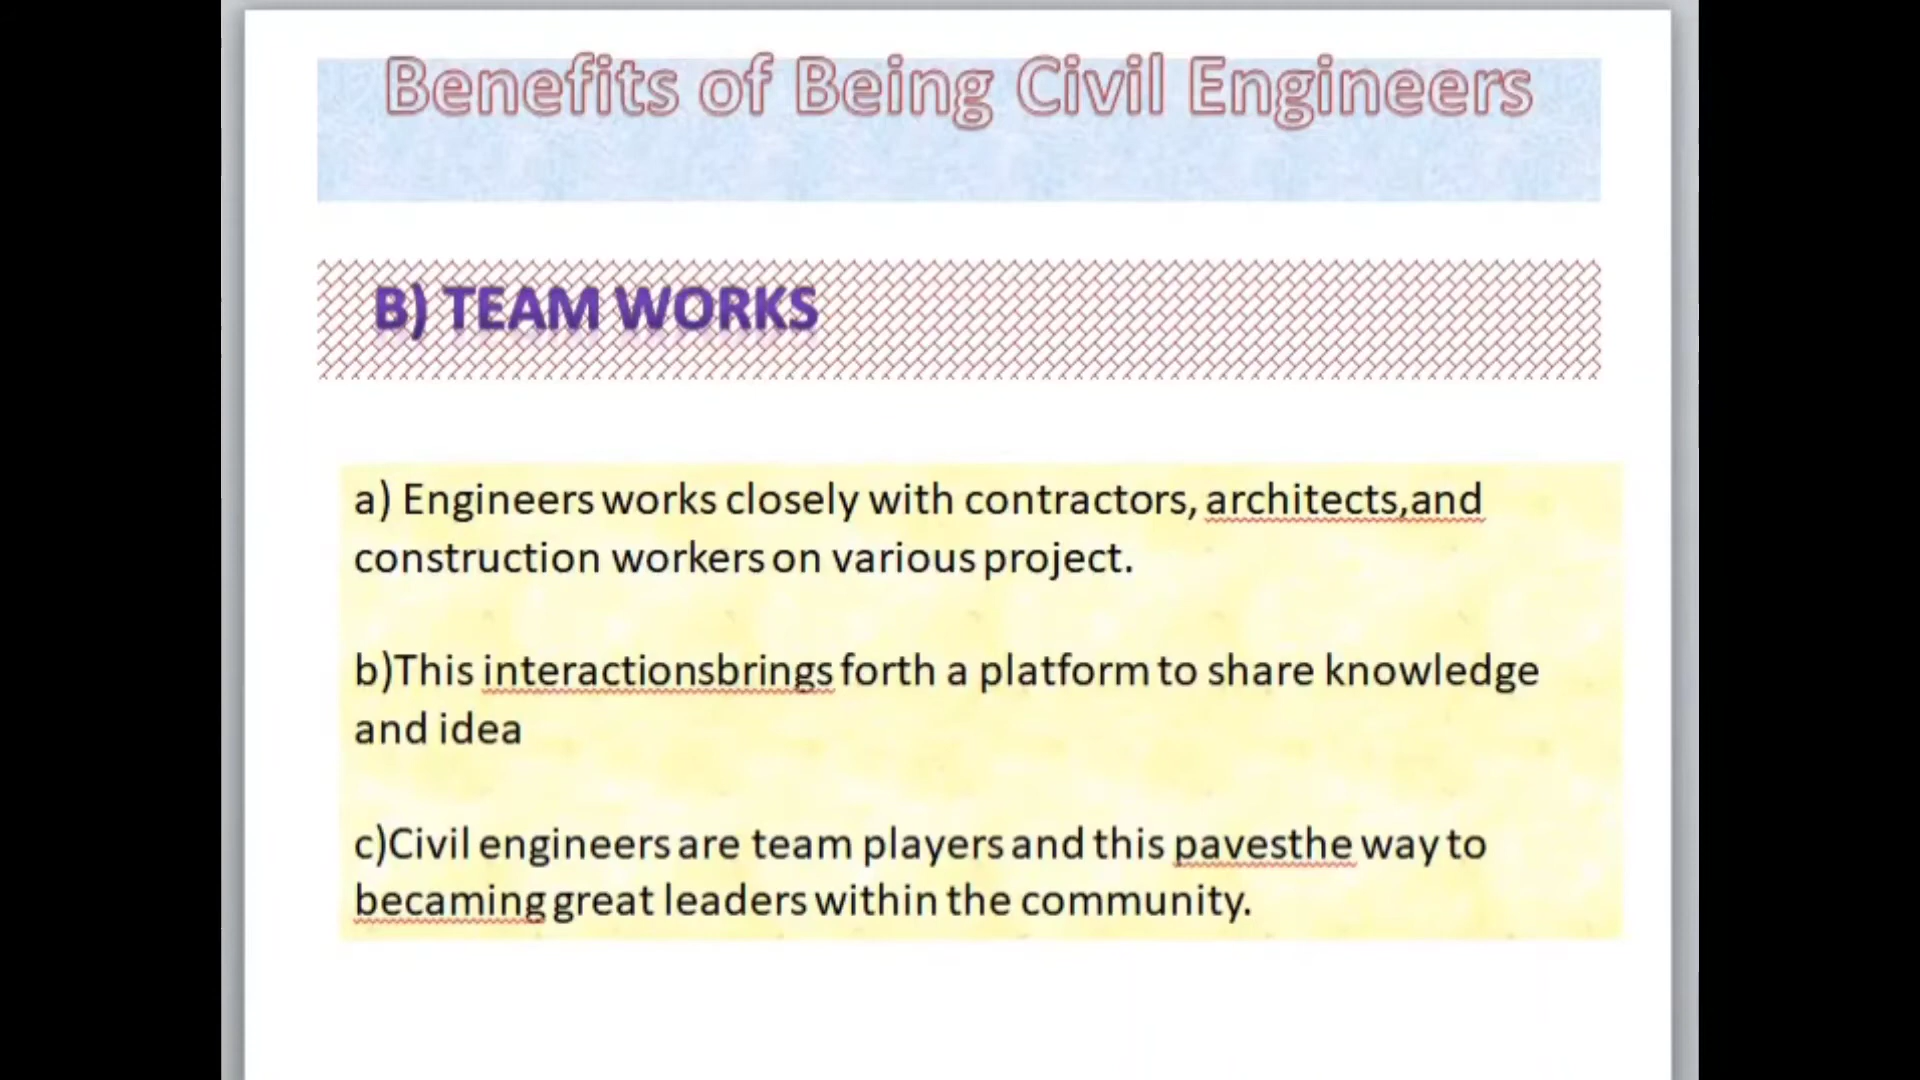 Benefits of Being Civil Engineers
B) TEAM WORKS
a) Engineers works closely with contractors, architects,and
construction workers on various project.
b)This interactionsbrings forth a platform to share knowledge
and idea
c)Civil engineers are team players and this pavesthe way to
becaming great leaders within the community.